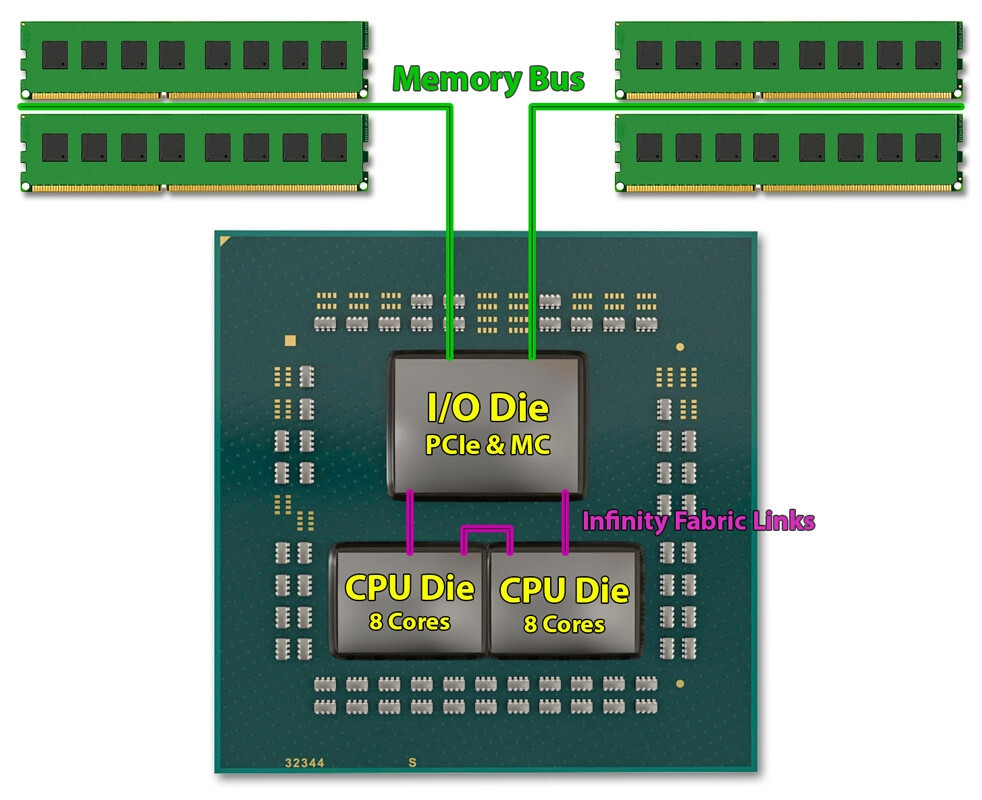 Memory Bus
I/O Die
PCIe & MC
Infinity Fabric Links
CPU Die
8 Cores
CPU Die
8 Cores
32344 S